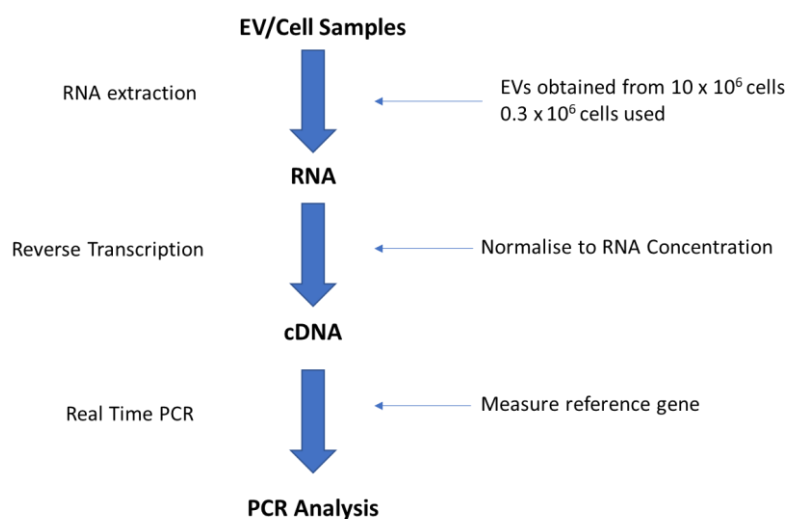 EV/Cell Samples
RNA extraction
EVs obtained from 10 x 10⁶ cells
0.3 x 10⁶ cells used
RNA
Reverse Transcription
Normalise to RNA Concentration
cDNA
Real Time PCR
Measure reference gene
PCR Analysis